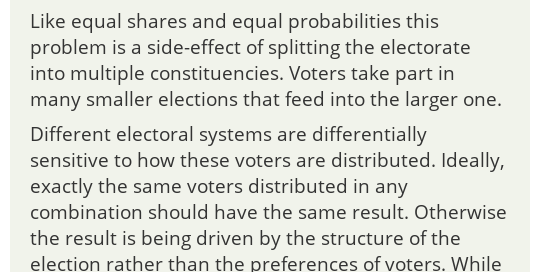 Like equal shares and equal probabilities this
problem is a side-effect of splitting the electorate
into multiple constituencies. Voters take part in
many smaller elections that feed into the larger one.
Different electoral systems are differentially
sensitive to how these voters are distributed. Ideally,
exactly the same voters distributed in any
combination should have the same result. Otherwise
the result is being driven by the structure of the
election rather than the preferences of voters. While